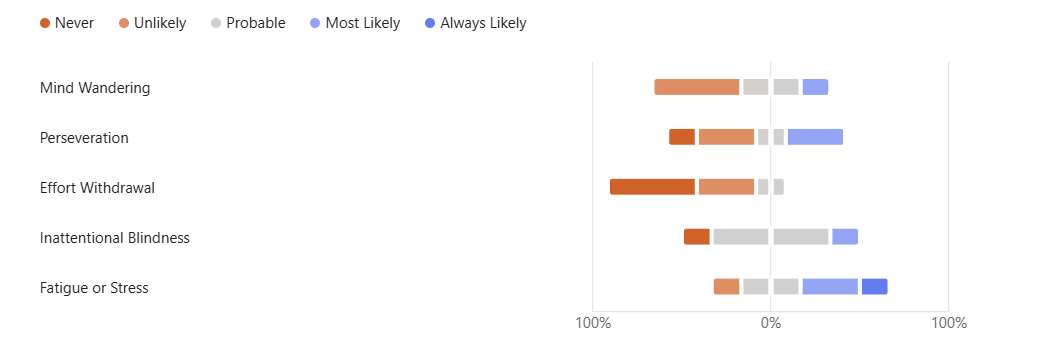 Never Unlikely Probable Most Likely Always Likely
Mind Wandering
Perseveration
Effort Withdrawal
Inattentional Blindness
Fatigue or Stress
100% 0% 100%